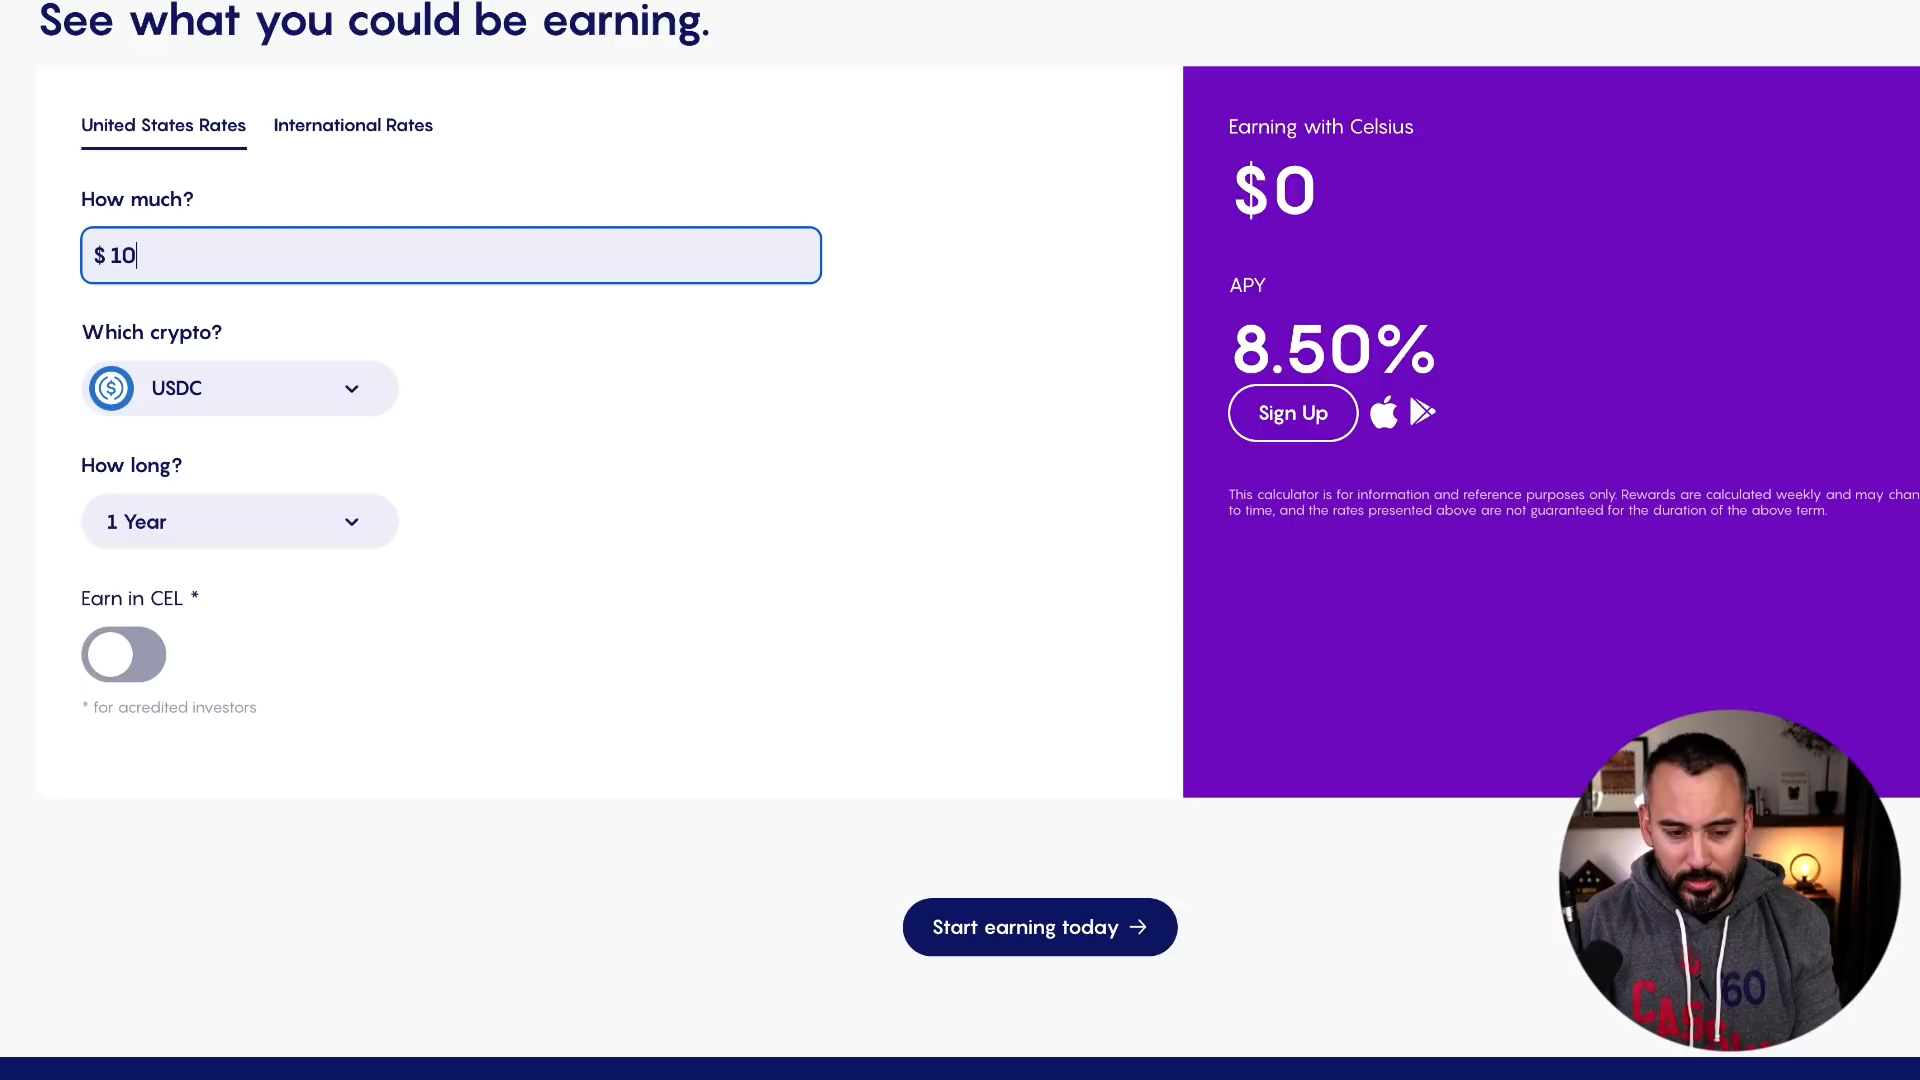 See what you could be earning.
United States Rates International Rates
How much?
$ 10
Which crypto?
USDC
How long?
1 Year
Earn in CEL *
* for acredited investors
Earning with Celsius
$0
APY
8.50%
Sign Up
This calculator is for information and reference purposes only. Rewards are calculated weekly and may chan
to time, and the rates presented above are not guaranteed for the duration of the above term.
Start earning today →
60